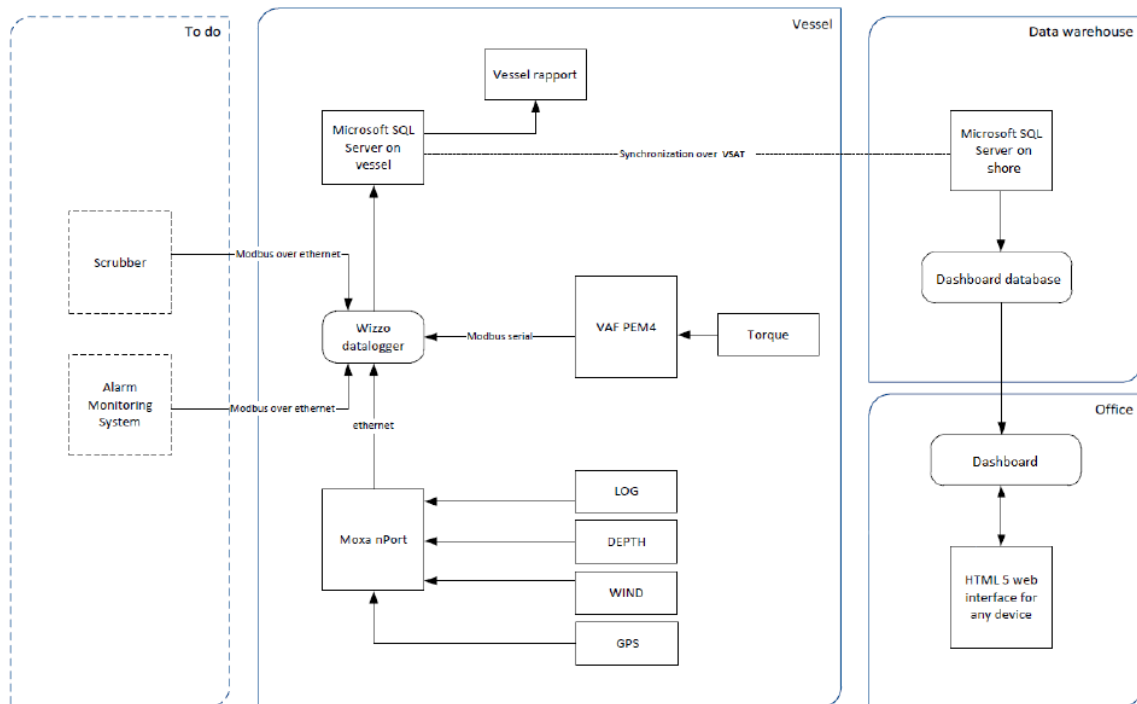 To do
Vessel
Data warehouse
Vessel rapport
Microsoft SQL
Server on
vessel
Synchronization over VSAT
Microsoft SQL
Server on
shore
Scrubber
Modbus over ethernet
Dashboard database
Wizzo
datalogger
Modbus serial
VAF PEM4
Torque
Alarm
Monitoring
System
Modbus over ethernet
ethernet
Office
Dashboard
LOG
Moxa nPort
DEPTH
WIND
GPS
HTML 5 web
interface for
any device